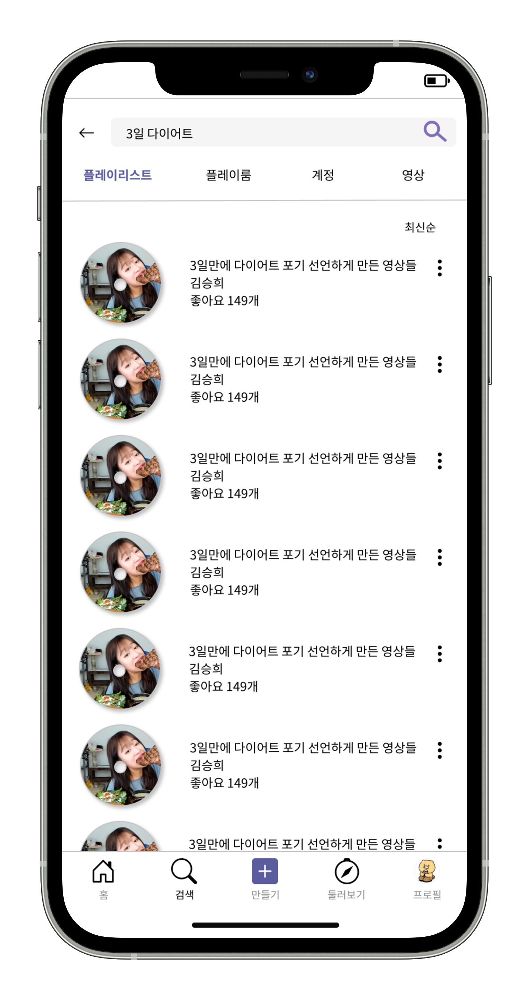 3일 다이어트
플레이리스트 플레이룸 계정 영상
최신순
3일만에 다이어트 포기 선언하게 만든 영상들
김승희
좋아요 149개
3일만에 다이어트 포기 선언하게 만든 영상들
김승희
좋아요 149개
3일만에 다이어트 포기 선언하게 만든 영상들
김승희
좋아요 149개
3일만에 다이어트 포기 선언하게 만든 영상들
김승희
좋아요 149개
3일만에 다이어트 포기 선언하게 만든 영상들
김승희
좋아요 149개
3일만에 다이어트 포기 선언하게 만든 영상들
김승희
좋아요 149개
3일만에 다이어트 포기 선언하게 만든 영상들
홈 검색 만들기 둘러보기 프로필